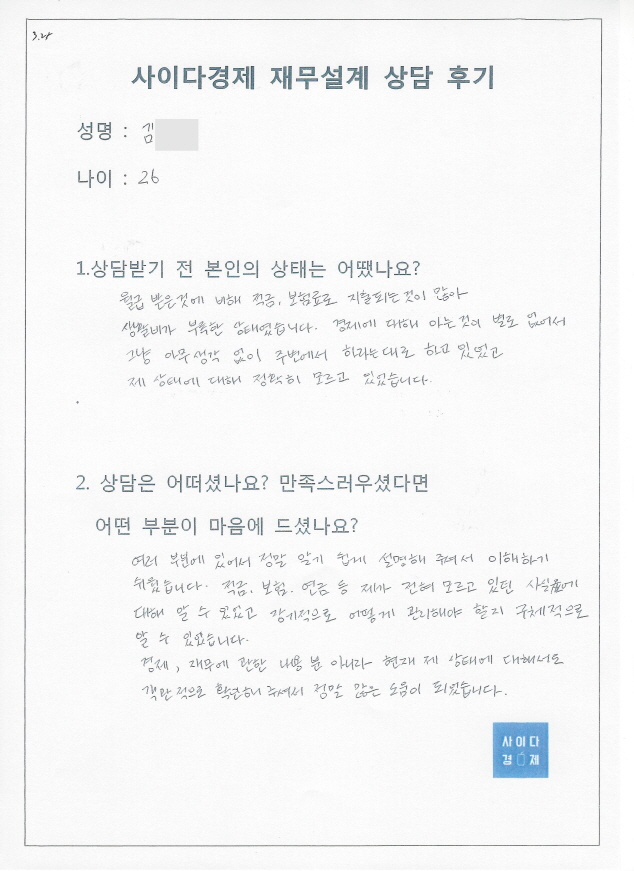 사이다경제 재무설계 상담 후기
성명 : 김
나이 : 26
1.상담받기 전 본인의 상태는 어땠나요?
월급 받은것에 비해 적금, 보험료로 지출되는것이 많아
생활비가 부족한 상태였습니다. 경제에 대해 아는것이 별로 없어서
그냥 아무생각 없이 주변에서 하라는대로 하고 있었고
제 상태에 대해 정확히 모르고 있었습니다.
2. 상담은 어떠셨나요? 만족스러우셨다면
어떤 부분이 마음에 드셨나요?
여러 부분에 있어서 정말 알기 쉽게 설명해 주셔서 이해하기
쉬웠습니다. 적금, 보험, 연금 등 제가 전혀 모르고 있던 사실들에
대해 알 수 있었고 장기적으로 어떻게 관리해야 할지 구체적으로
알 수 있었습니다.
경제, 재무에 관한 내용 뿐 아니라 현재 제 상태에 대해서도
객관적으로 확인해 주셔서 정말 많은 도움이 되었습니다.
사이다
경제